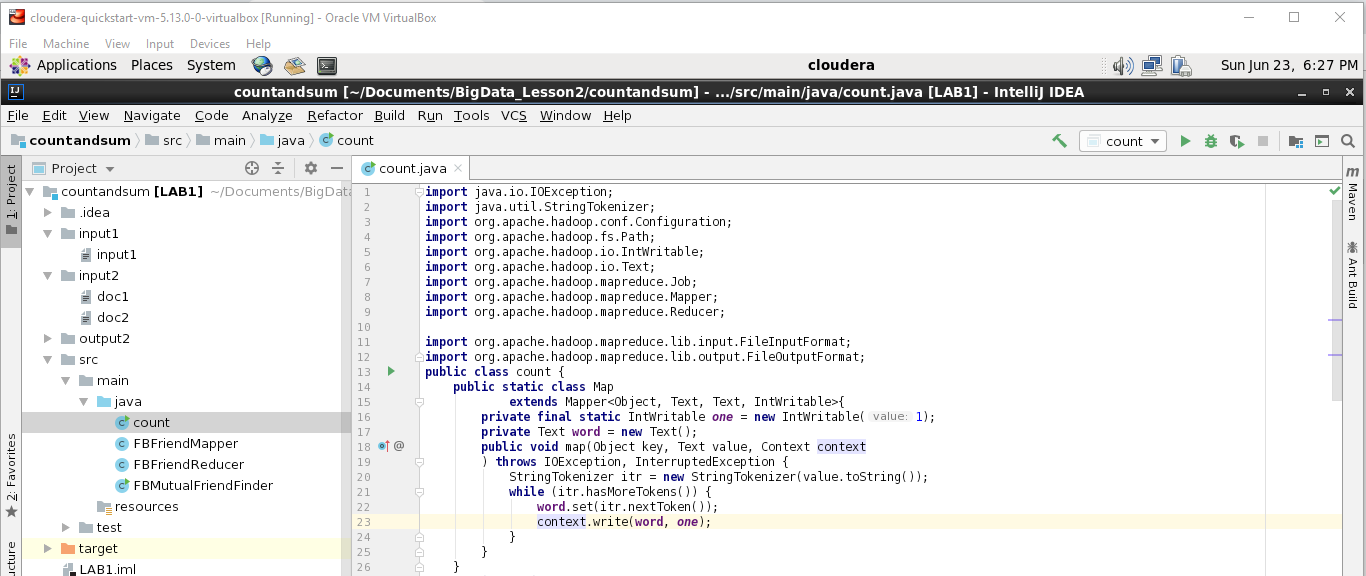 cloudera-quickstart-vm-5.13.0-0-virtualbox [Running] - Oracle VM VirtualBox
File Machine View Input Devices Help
Applications Places System cloudera Sun Jun 23, 6:27 PM
countandsum [~/Documents/BigData_Lesson2/countandsum] - .../src/main/java/count.java [LAB1] - IntelliJ IDEA
File Edit View Navigate Code Analyze Refactor Build Run Tools VCS Window Help
countandsum src main java count count
1: Project
2: Favorites
ucture
Project
countandsum [LAB1] ~/Documents/BigData
.idea
input1
input1
input2
doc1
doc2
output2
src
main
java
count
FBFriendMapper
FBFriendReducer
FBMutualFriendFinder
resources
test
target
LAB1.iml
count.java
1 import java.io.IOException;
2 import java.util.StringTokenizer;
3 import org.apache.hadoop.conf.Configuration;
4 import org.apache.hadoop.fs.Path;
5 import org.apache.hadoop.io.IntWritable;
6 import org.apache.hadoop.io.Text;
7 import org.apache.hadoop.mapreduce.Job;
8 import org.apache.hadoop.mapreduce.Mapper;
9 import org.apache.hadoop.mapreduce.Reducer;
10
11 import org.apache.hadoop.mapreduce.lib.input.FileInputFormat;
12 import org.apache.hadoop.mapreduce.lib.output.FileOutputFormat;
13 public class count {
14 public static class Map
15 extends Mapper<Object, Text, Text, IntWritable>{
16 private final static IntWritable one = new IntWritable( value: 1);
17 private Text word = new Text();
18 @ public void map(Object key, Text value, Context context
19 ) throws IOException, InterruptedException {
20 StringTokenizer itr = new StringTokenizer(value.toString());
21 while (itr.hasMoreTokens()) {
22 word.set(itr.nextToken());
23 context.write(word, one);
24 }
25 }
26 }
m Maven
Ant Build